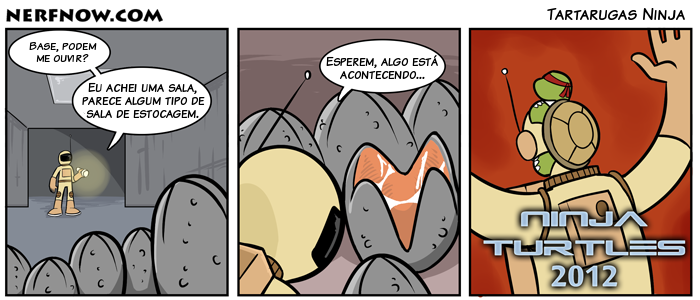 NERFNOW.COM
TARTARUGAS NINJA
BASE, PODEM
ME OUVIR?
EU ACHEI UMA SALA,
PARECE ALGUM TIPO DE
SALA DE ESTOCAGEM.
ESPEREM, ALGO ESTÁ
ACONTECENDO...
NINJA
TURTLES
2012